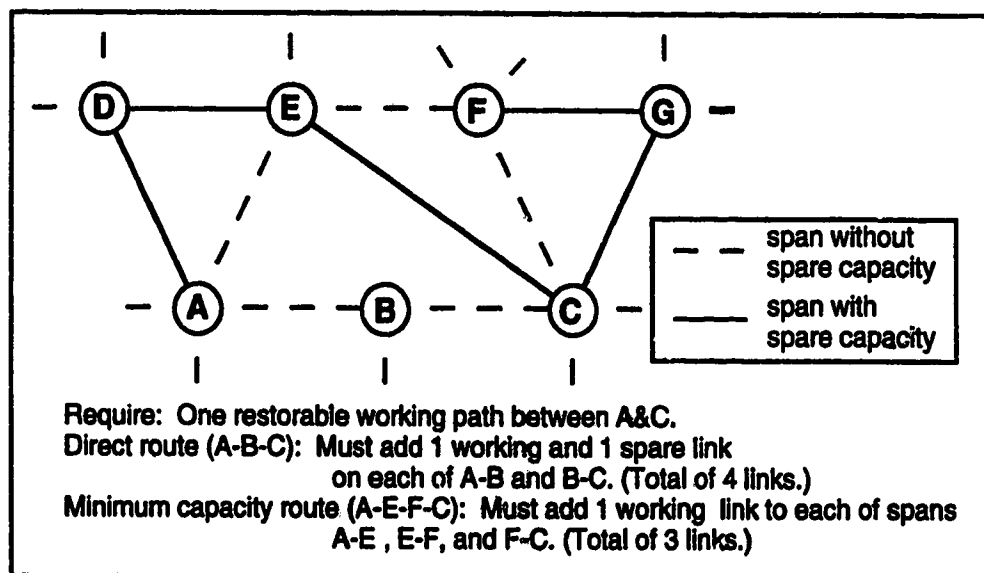 D
E
F
G
A
B
C
span without
spare capacity
span with
spare capacity
Require: One restorable working path between A&C.
Direct route (A-B-C): Must add 1 working and 1 spare link
on each of A-B and B-C. (Total of 4 links.)
Minimum capacity route (A-E-F-C): Must add 1 working link to each of spans
A-E , E-F, and F-C. (Total of 3 links.)